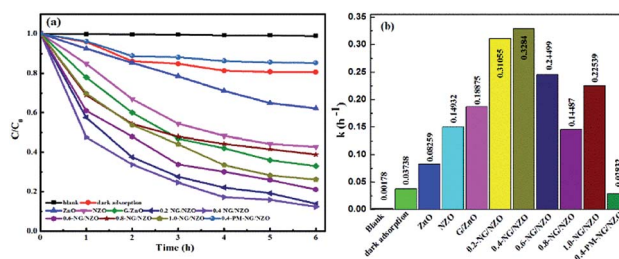 (a)
1.0
0.8
0.6
0.4
0.2
0.0
C/C0
0 1 2 3 4 5 6
Time (h)
blank dark adsorption
ZnO NZO G/ZnO 0.2-NG/NZO 0.4-NG/NZO
0.6-NG/NZO 0.8-NG/NZO 1.0-NG/NZO 0.4-PM-NG/NZO
(b)
0.35
0.30
0.25
0.20
0.15
0.10
0.05
0.00
k (h⁻¹)
0.00178
0.03738
0.08259
0.14932
0.18875
0.31055
0.3284
0.24499
0.14487
0.22539
Blank
dark adsorption
ZnO
NZO
G/ZnO
0.2-NG/NZO
0.4-NG/NZO
0.6-NG/NZO
0.8-NG/NZO
1.0-NG/NZO
0.4-PM-NG/NZO